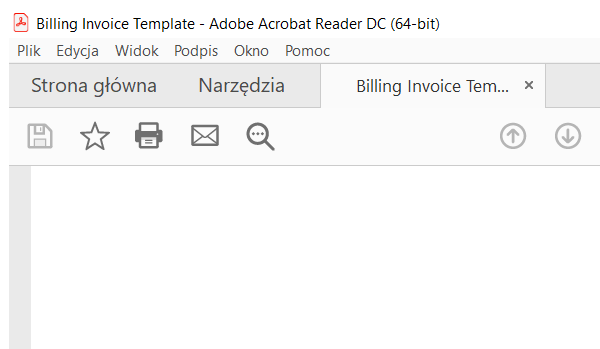 Billing Invoice Template - Adobe Acrobat Reader DC (64-bit)
Plik Edycja Widok Podpis Okno Pomoc
Strona główna Narzędzia Billing Invoice Tem... ×